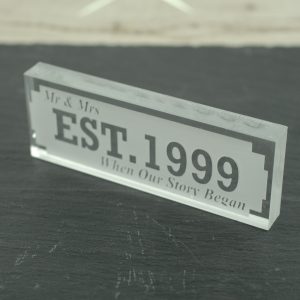 Mr & Mrs
EST.1999
When Our Story Began